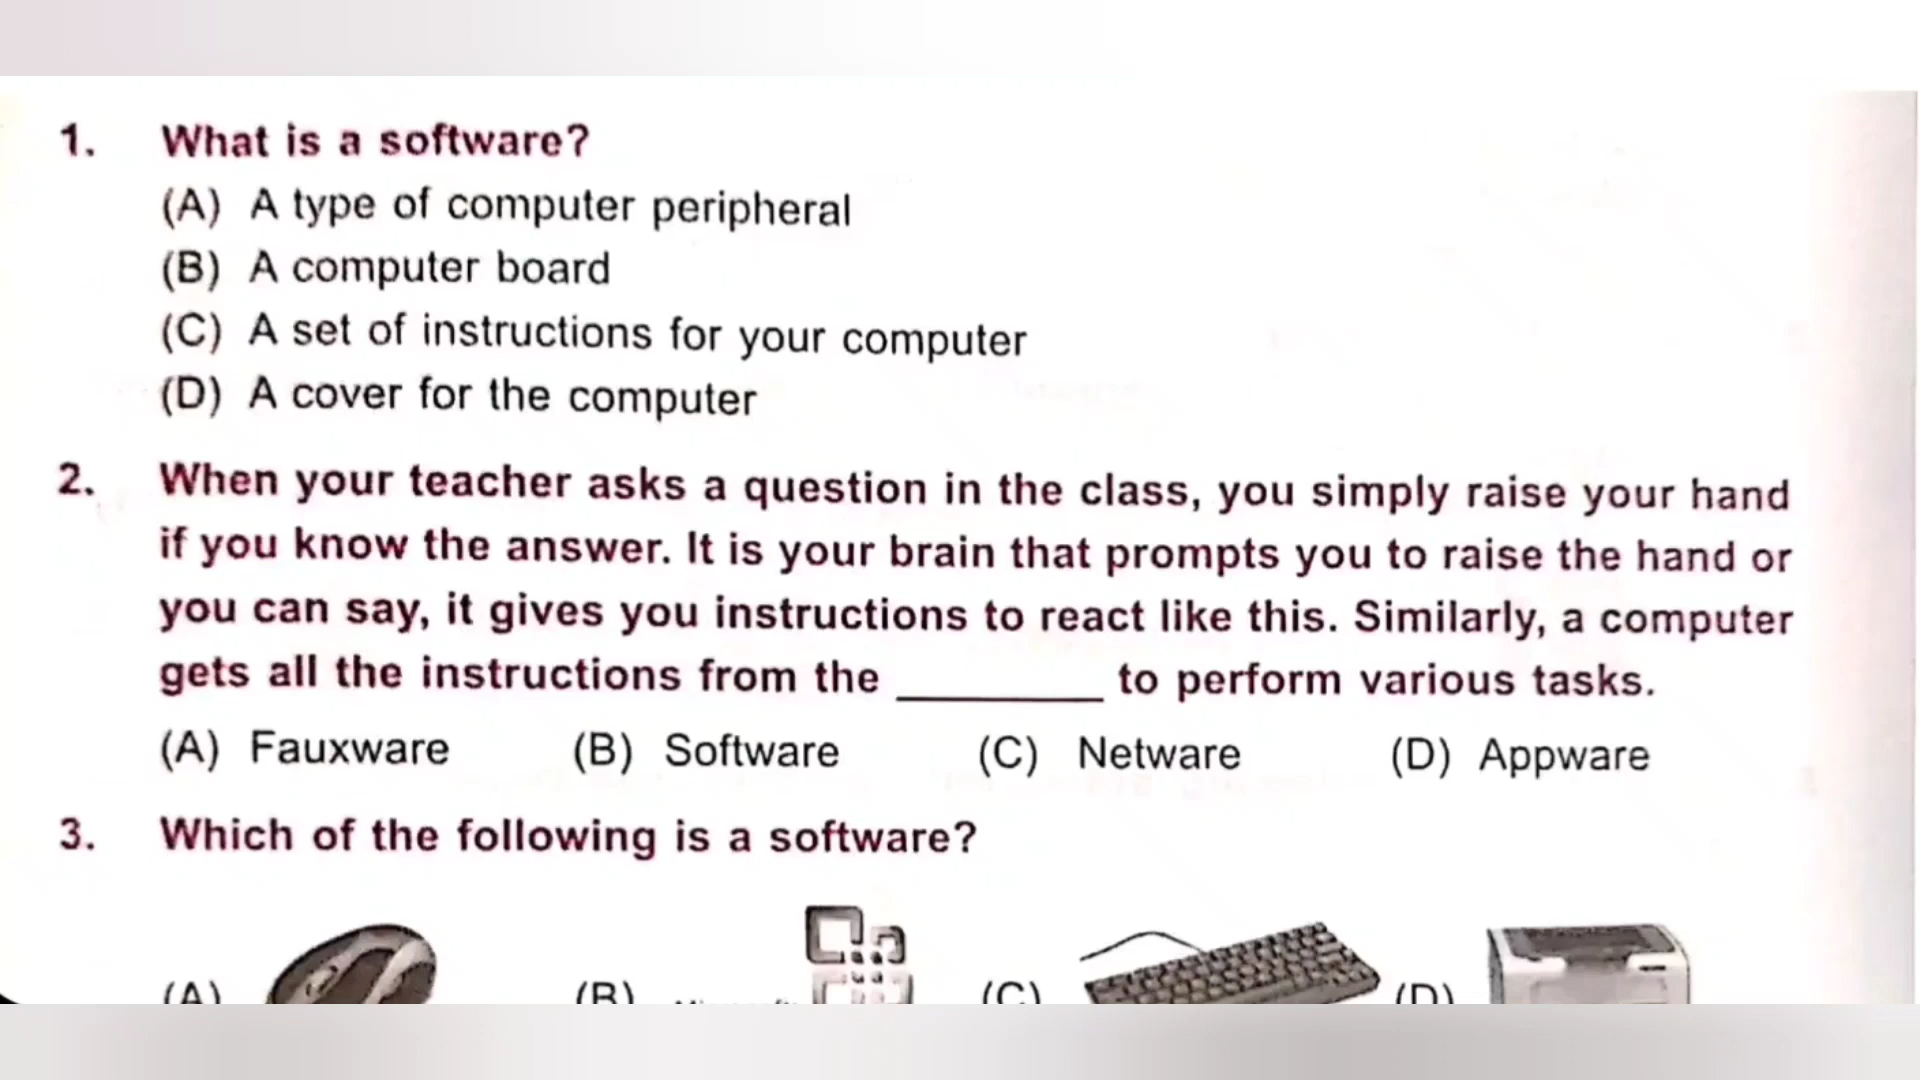 1. What is a software?
(A) A type of computer peripheral
(B) A computer board
(C) A set of instructions for your computer
(D) A cover for the computer
2. When your teacher asks a question in the class, you simply raise your hand
if you know the answer. It is your brain that prompts you to raise the hand or
you can say, it gives you instructions to react like this. Similarly, a computer
gets all the instructions from the ________ to perform various tasks.
(A) Fauxware (B) Software (C) Netware (D) Appware
3. Which of the following is a software?
(A) (B) (C) (D)